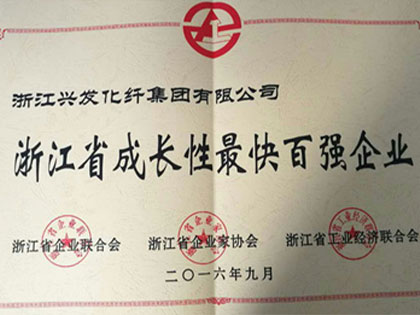 浙江兴发化纤集团有限公司
浙江省成长性最快百强企业
浙江省企业联合会 浙江省企业家协会 浙江省工业经济联合会
二〇一六年九月